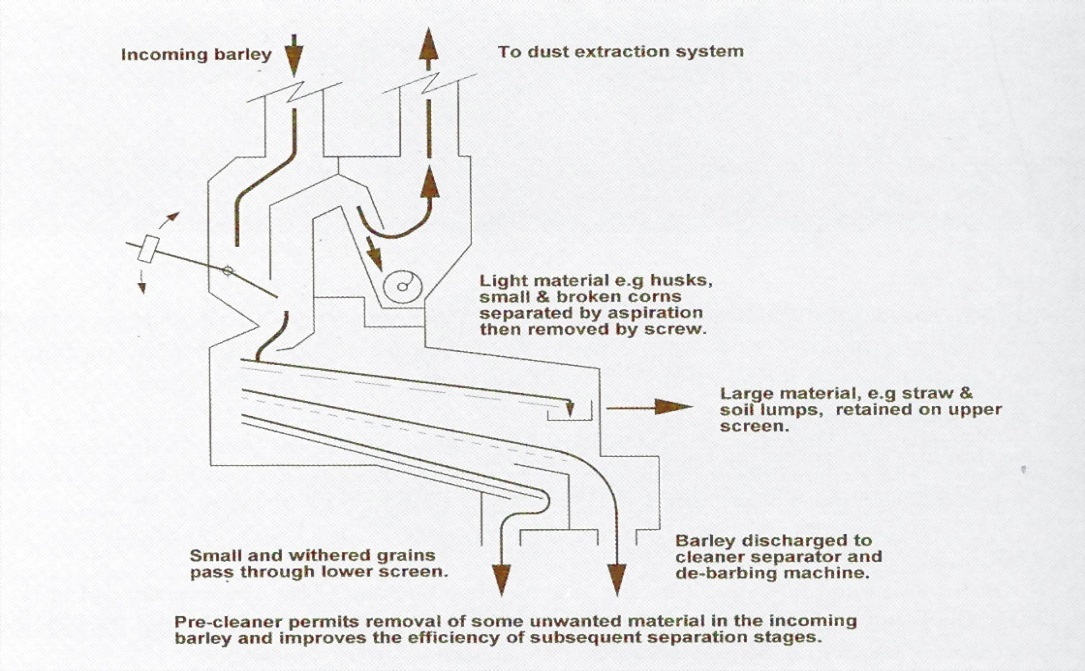 Incoming barley
To dust extraction system
Light material e.g husks,
small & broken corns
separated by aspiration
then removed by screw.
Large material, e.g straw &
soil lumps, retained on upper
screen.
Small and withered grains
pass through lower screen.
Barley discharged to
cleaner separator and
de-barbing machine.
Pre-cleaner permits removal of some unwanted material in the incoming
barley and improves the efficiency of subsequent separation stages.